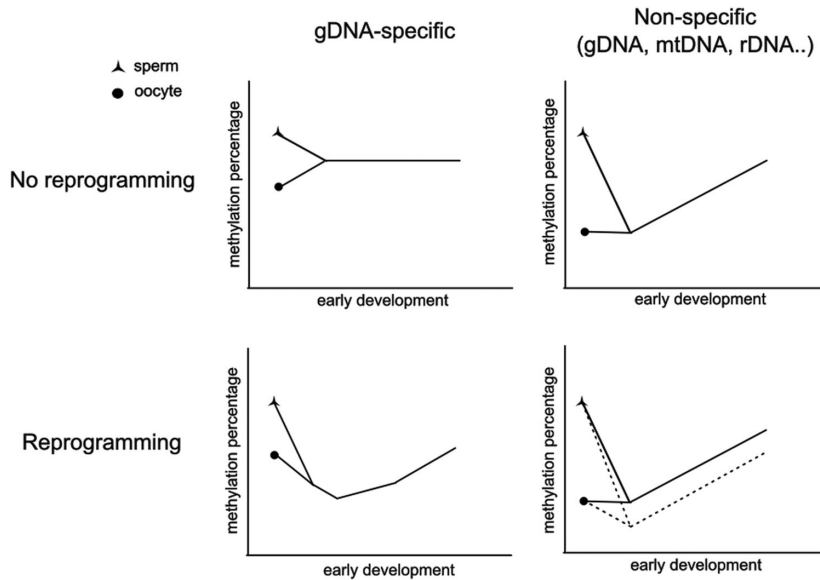 gDNA-specific
Non-specific
(gDNA, mtDNA, rDNA..)
sperm
oocyte
No reprogramming
methylation percentage
early development
methylation percentage
early development
Reprogramming
methylation percentage
early development
methylation percentage
early development